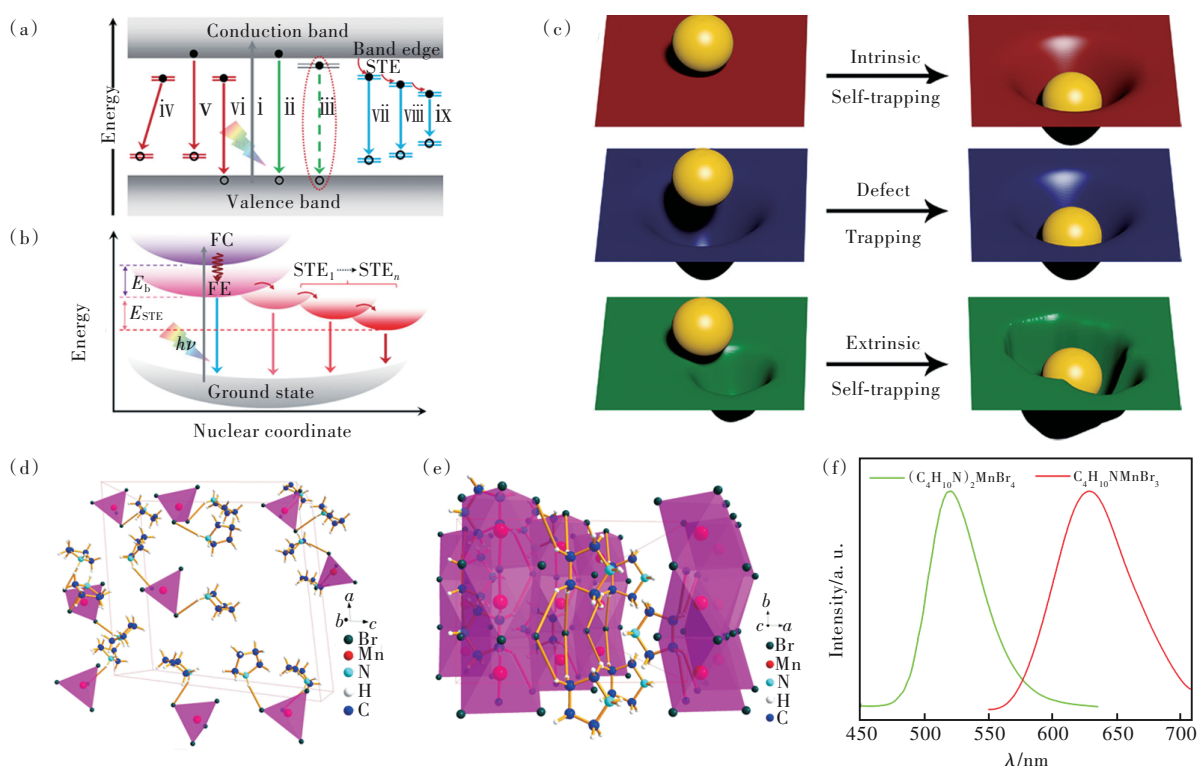 (a)
Conduction band
Band edge
STE
Energy
ⅳ
ⅴ
ⅵ
ⅰ
ⅱ
ⅲ
ⅶ
ⅷ
ⅸ
Valence band
(b)
FC
FE
STE₁ ⇢ STEₙ
E_b
E_STE
hν
Energy
Ground state
Nuclear coordinate
(c)
Intrinsic
Self-trapping
Defect
Trapping
Extrinsic
Self-trapping
(d)
a
b
c
Br
Mn
N
H
C
(e)
b
c
a
Br
Mn
N
H
C
(f)
(C₄H₁₀N)₂MnBr₄
C₄H₁₀NMnBr₃
Intensity/a. u.
450 500 550 600 650 700
λ/nm